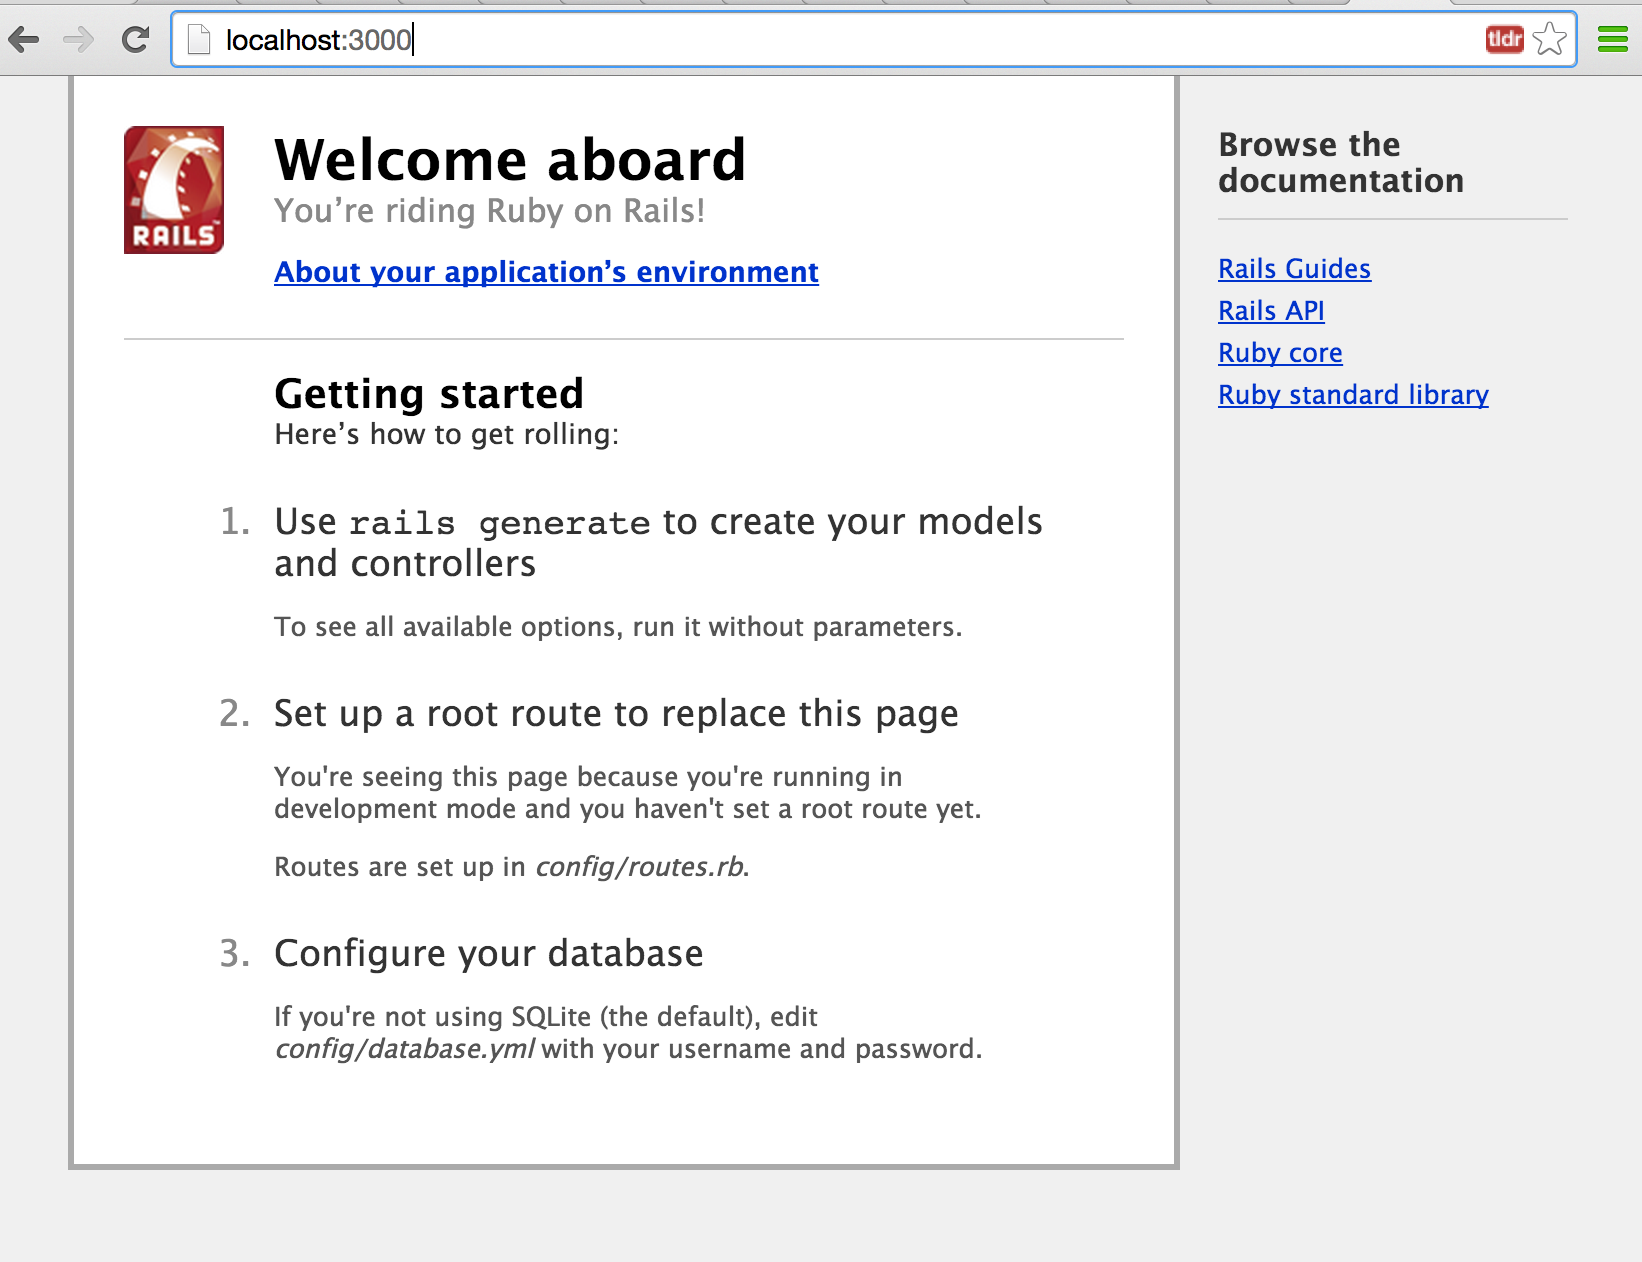 localhost:3000
tldr
RAILS™
Welcome aboard
You’re riding Ruby on Rails!
About your application’s environment
Getting started
Here’s how to get rolling:
1. Use rails generate to create your models
and controllers
To see all available options, run it without parameters.
2. Set up a root route to replace this page
You're seeing this page because you're running in
development mode and you haven't set a root route yet.
Routes are set up in config/routes.rb.
3. Configure your database
If you're not using SQLite (the default), edit
config/database.yml with your username and password.
Browse the
documentation
Rails Guides
Rails API
Ruby core
Ruby standard library